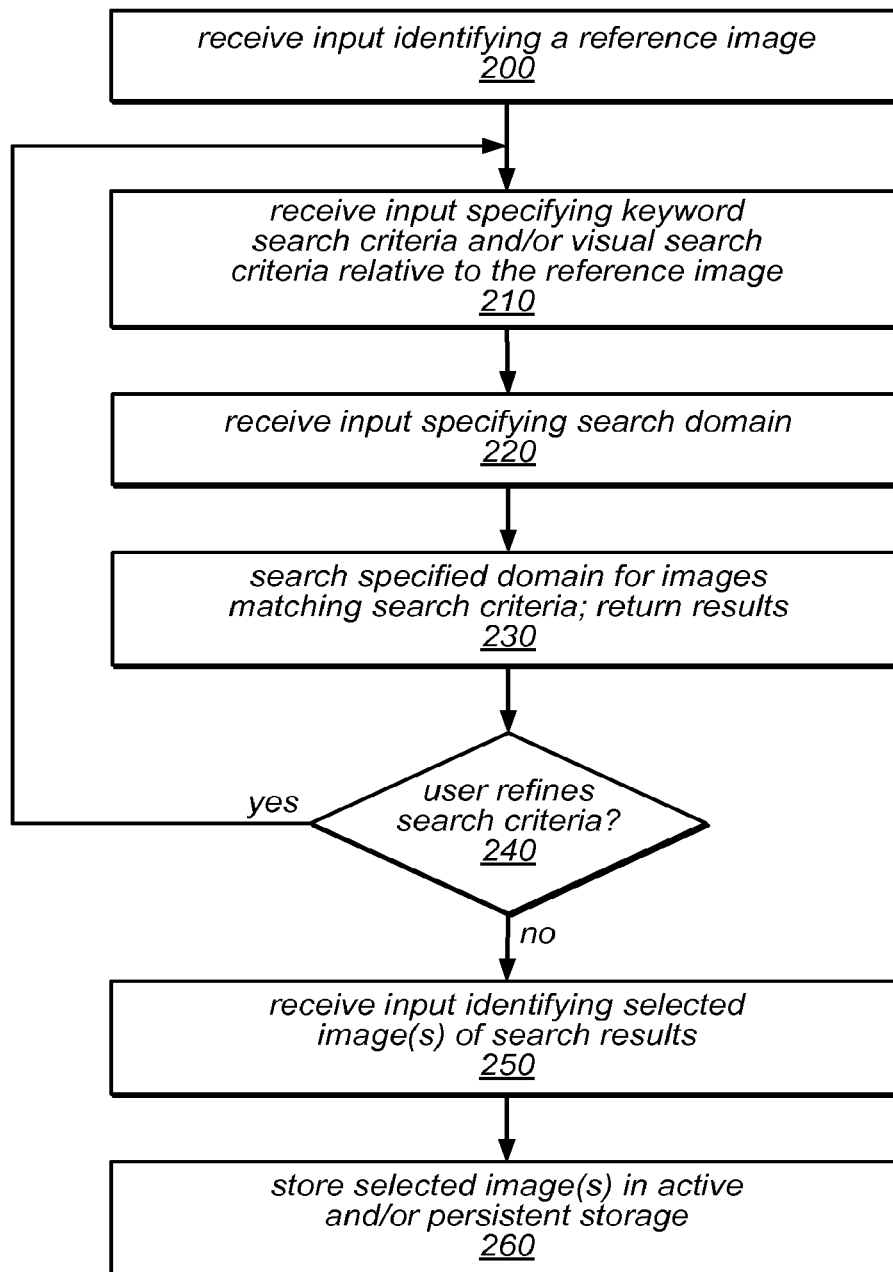 receive input identifying a reference image
200
receive input specifying keyword
search criteria and/or visual search
criteria relative to the reference image
210
receive input specifying search domain
220
search specified domain for images
matching search criteria; return results
230
yes
user refines
search criteria?
240
no
receive input identifying selected
image(s) of search results
250
store selected image(s) in active
and/or persistent storage
260